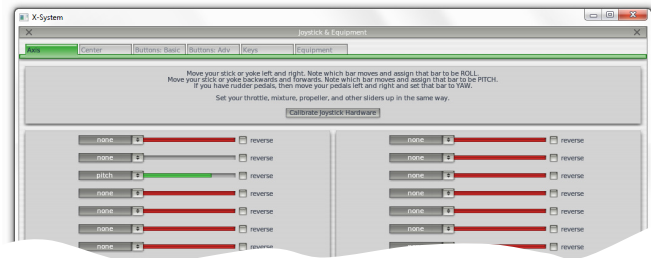 X-System
Joystick & Equipment
Axis Center Buttons: Basic Buttons: Adv Keys Equipment
Move your stick or yoke left and right. Note which bar moves and assign that bar to be ROLL.
Move your stick or yoke backwards and forwards. Note which bar moves and assign that bar to be PITCH.
If you have rudder pedals, then move your pedals left and right and set that bar to YAW.
Set your throttle, mixture, propeller, and other sliders up in the same way.
Calibrate Joystick Hardware
none reverse none reverse
none reverse none reverse
pitch reverse none reverse
none reverse none reverse
none reverse none reverse
none reverse none reverse
none reverse none reverse